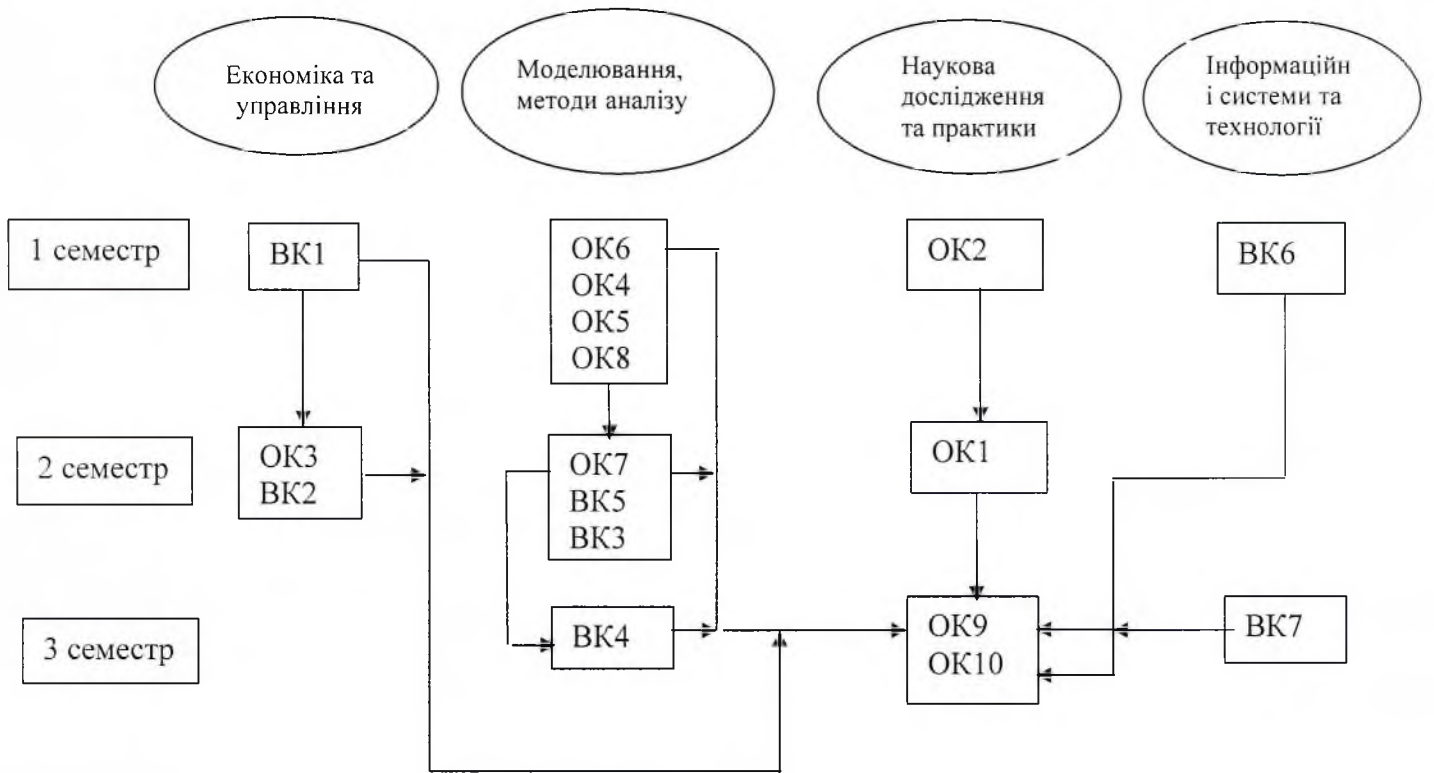 Економіка та
управління
Моделювання,
методи аналізу
Наукова
дослідження
та практики
Інформаційн
і системи та
технології
1 семестр
ВК1
ОК6
ОК4
ОК5
ОК8
ОК2
ВК6
2 семестр
ОК3
ВК2
ОК7
ВК5
ВК3
ОК1
3 семестр
ВК4
ОК9
ОК10
ВК7